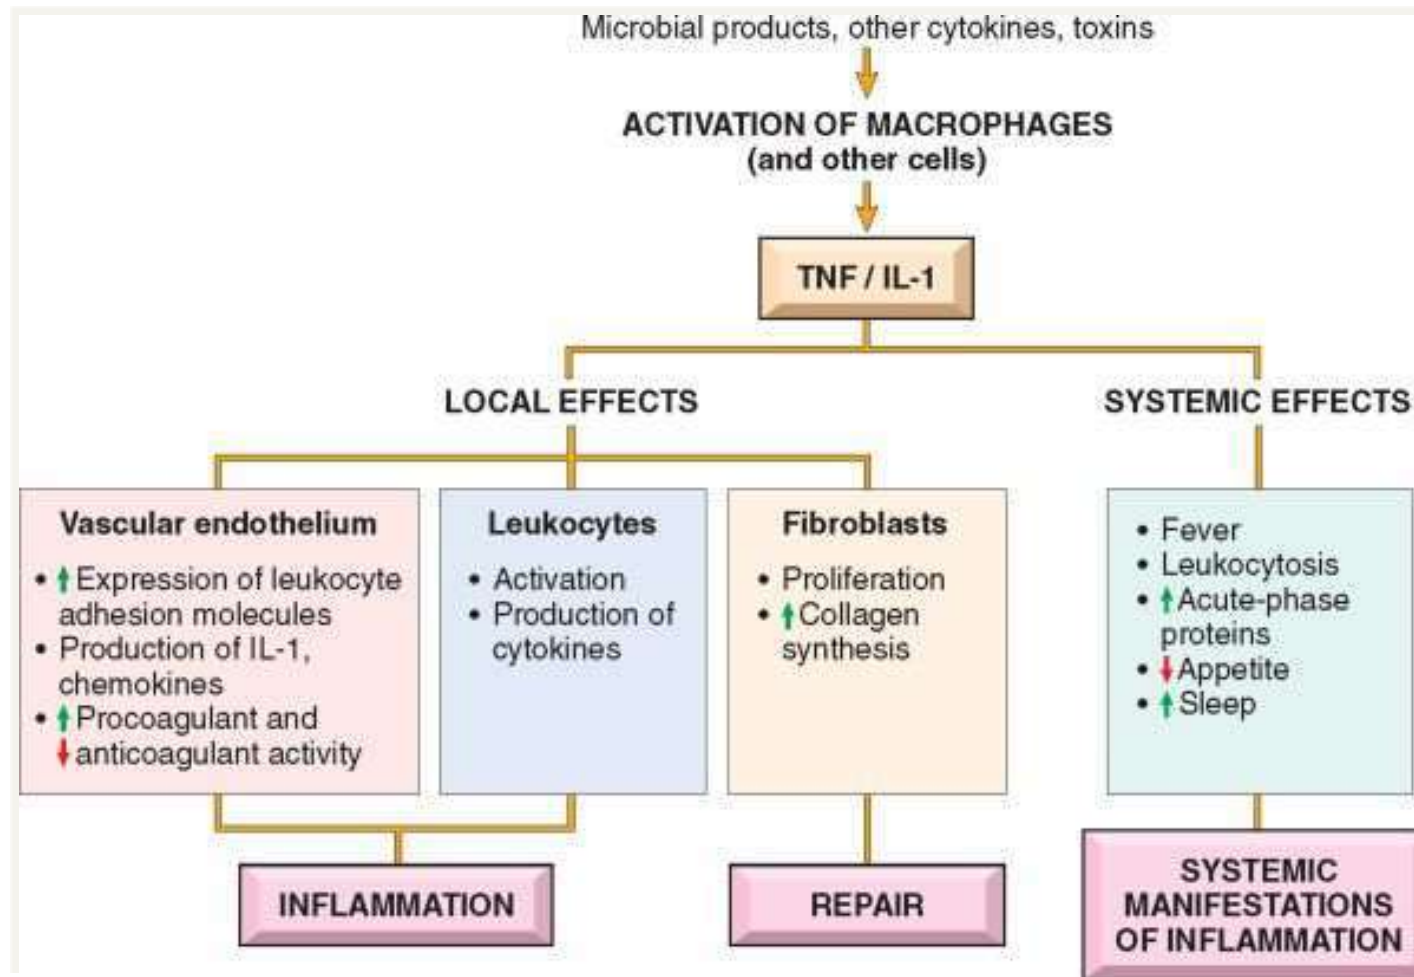 Microbial products, other cytokines, toxins
ACTIVATION OF MACROPHAGES
(and other cells)
TNF / IL-1
LOCAL EFFECTS
SYSTEMIC EFFECTS
Vascular endothelium
• ↑ Expression of leukocyte
adhesion molecules
• Production of IL-1,
chemokines
• ↑ Procoagulant and
↓ anticoagulant activity
Leukocytes
• Activation
• Production of
cytokines
Fibroblasts
• Proliferation
• ↑ Collagen
synthesis
• Fever
• Leukocytosis
• ↑ Acute-phase
proteins
• ↓ Appetite
• ↑ Sleep
INFLAMMATION
REPAIR
SYSTEMIC
MANIFESTATIONS
OF INFLAMMATION